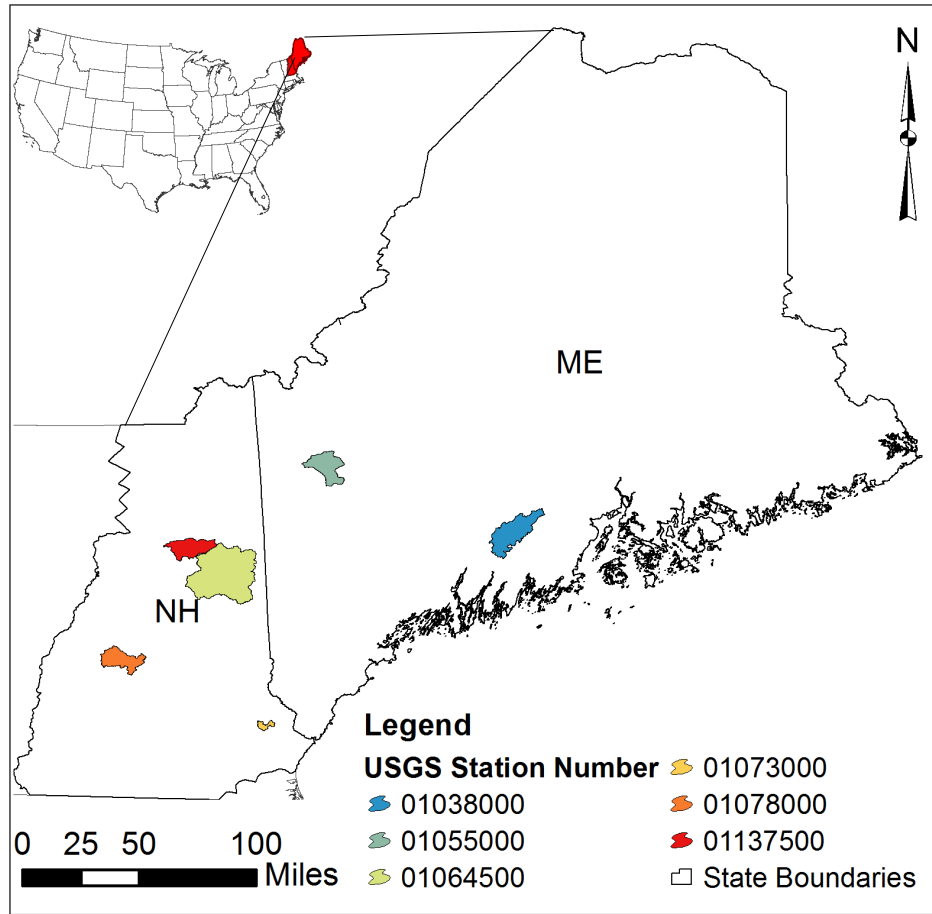 N
ME
NH
Legend
USGS Station Number
01038000
01055000
01064500
01073000
01078000
01137500
State Boundaries
0 25 50 100
Miles